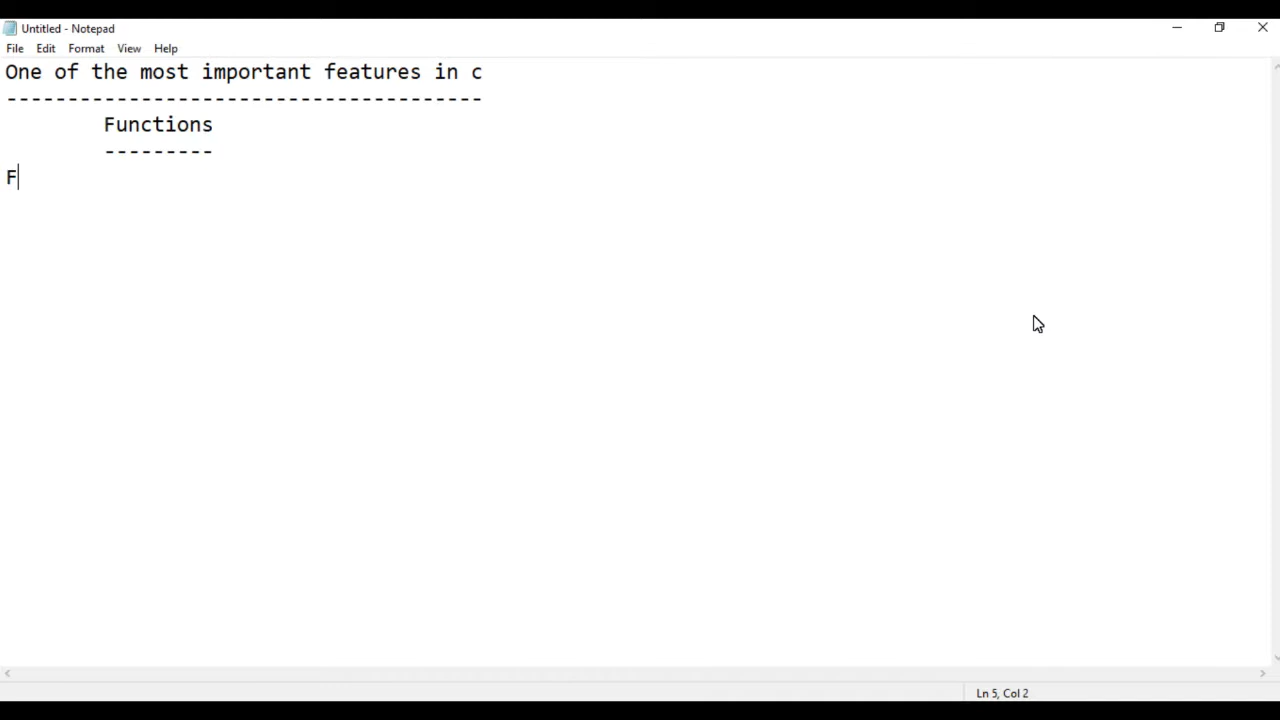 Untitled - Notepad
File Edit Format View Help
One of the most important features in c
---------------------------------------
Functions
---------
F
Ln 5, Col 2